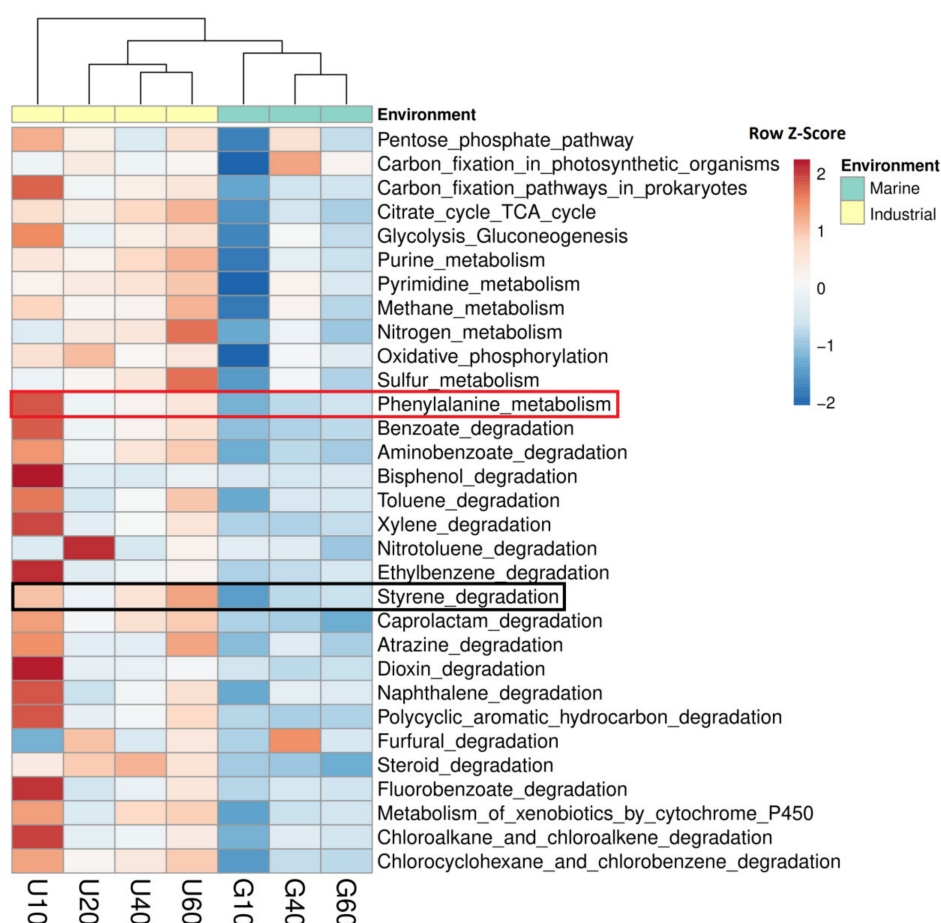 Environment
Pentose_phosphate_pathway
Carbon_fixation_in_photosynthetic_organisms
Carbon_fixation_pathways_in_prokaryotes
Citrate_cycle_TCA_cycle
Glycolysis_Gluconeogenesis
Purine_metabolism
Pyrimidine_metabolism
Methane_metabolism
Nitrogen_metabolism
Oxidative_phosphorylation
Sulfur_metabolism
Phenylalanine_metabolism
Benzoate_degradation
Aminobenzoate_degradation
Bisphenol_degradation
Toluene_degradation
Xylene_degradation
Nitrotoluene_degradation
Ethylbenzene_degradation
Styrene_degradation
Caprolactam_degradation
Atrazine_degradation
Dioxin_degradation
Naphthalene_degradation
Polycyclic_aromatic_hydrocarbon_degradation
Furfural_degradation
Steroid_degradation
Fluorobenzoate_degradation
Metabolism_of_xenobiotics_by_cytochrome_P450
Chloroalkane_and_chloroalkene_degradation
Chlorocyclohexane_and_chlorobenzene_degradation
U10
U20
U40
U60
G10
G40
G60
Row Z-Score
2
1
0
−1
−2
Environment
Marine
Industrial